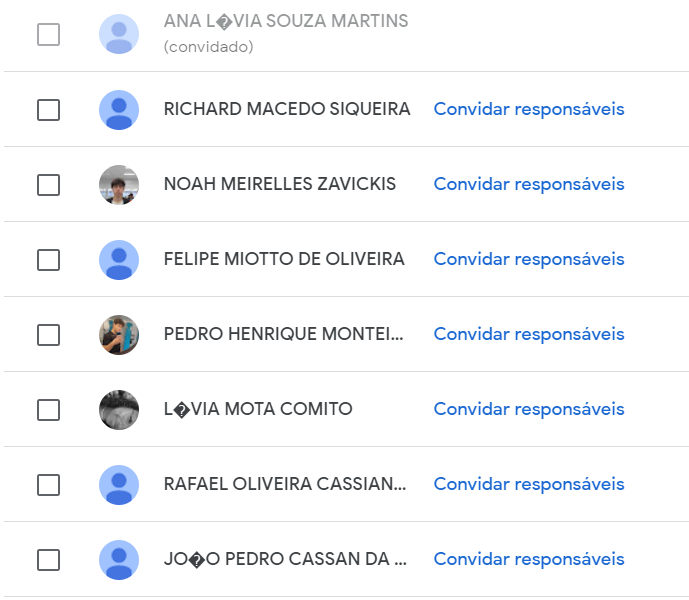 ANA L�VIA SOUZA MARTINS
(convidado)
RICHARD MACEDO SIQUEIRA Convidar responsáveis
NOAH MEIRELLES ZAVICKIS Convidar responsáveis
FELIPE MIOTTO DE OLIVEIRA Convidar responsáveis
PEDRO HENRIQUE MONTEI... Convidar responsáveis
L�VIA MOTA COMITO Convidar responsáveis
RAFAEL OLIVEIRA CASSIAN... Convidar responsáveis
JO�O PEDRO CASSAN DA ... Convidar responsáveis